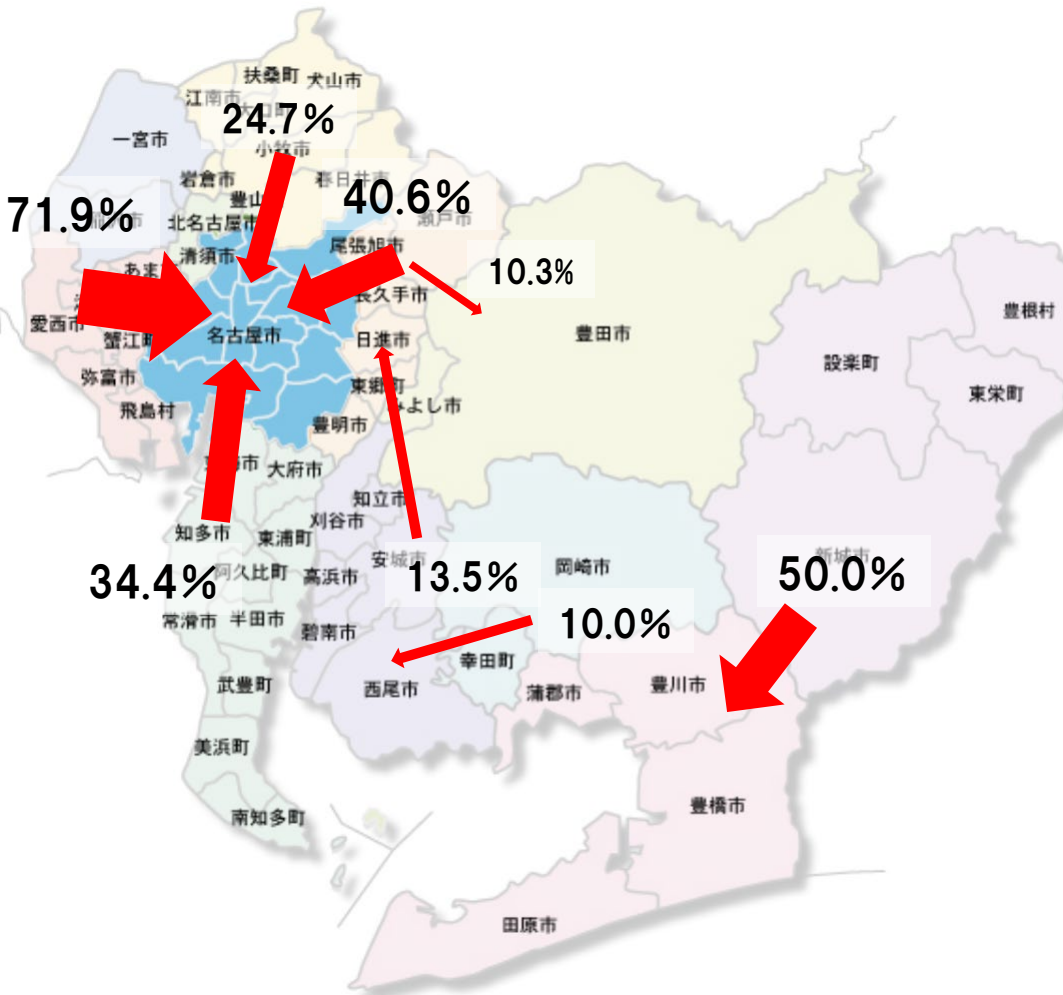 扶桑町
犬山市
江南市
24.7%
一宮市
小牧市
岩倉市
春日井市
豊山
71.9%
40.6%
北名古屋市
瀬戸市
尾張旭市
清須市
あま
10.3%
長久手市
豊根村
愛西市
蟹江町
名古屋市
日進市
豊田市
設楽町
弥富市
東郷町
みよし市
東栄町
飛島村
豊明市
大府市
知立市
知多市
刈谷市
東浦町
安城市
岡崎市
新城市
34.4%
阿久比町
高浜市
13.5%
50.0%
常滑市
半田市
碧南市
10.0%
幸田町
武豊町
西尾市
蒲郡市
豊川市
美浜町
豊橋市
南知多町
田原市